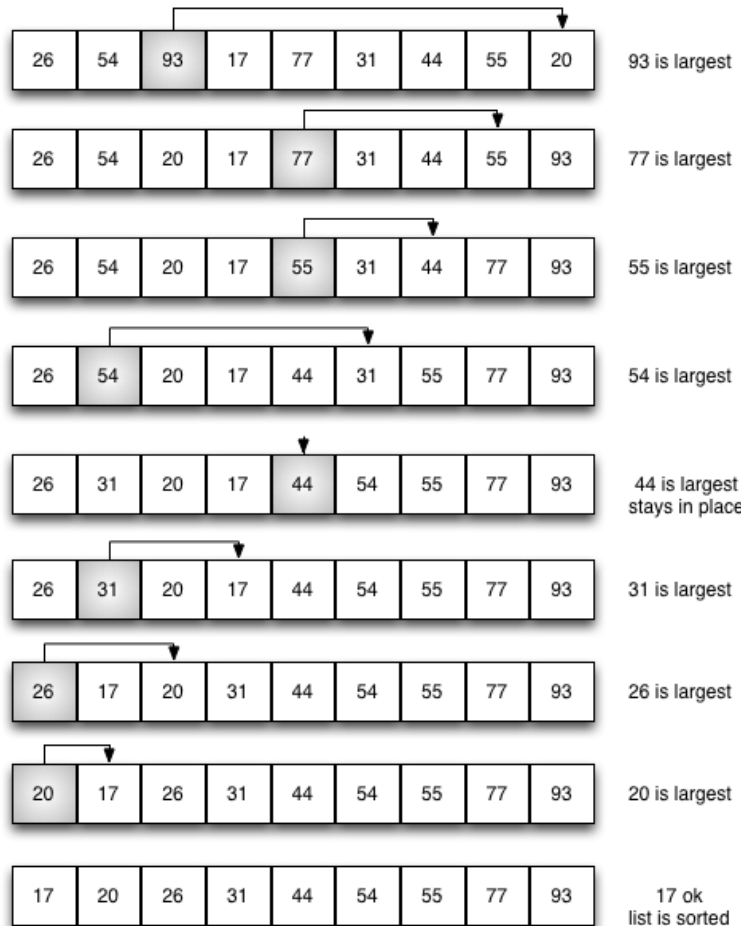 26 54 93 17 77 31 44 55 20 93 is largest
26 54 20 17 77 31 44 55 93 77 is largest
26 54 20 17 55 31 44 77 93 55 is largest
26 54 20 17 44 31 55 77 93 54 is largest
26 31 20 17 44 54 55 77 93 44 is largest
stays in place
26 31 20 17 44 54 55 77 93 31 is largest
26 17 20 31 44 54 55 77 93 26 is largest
20 17 26 31 44 54 55 77 93 20 is largest
17 20 26 31 44 54 55 77 93 17 ok
list is sorted